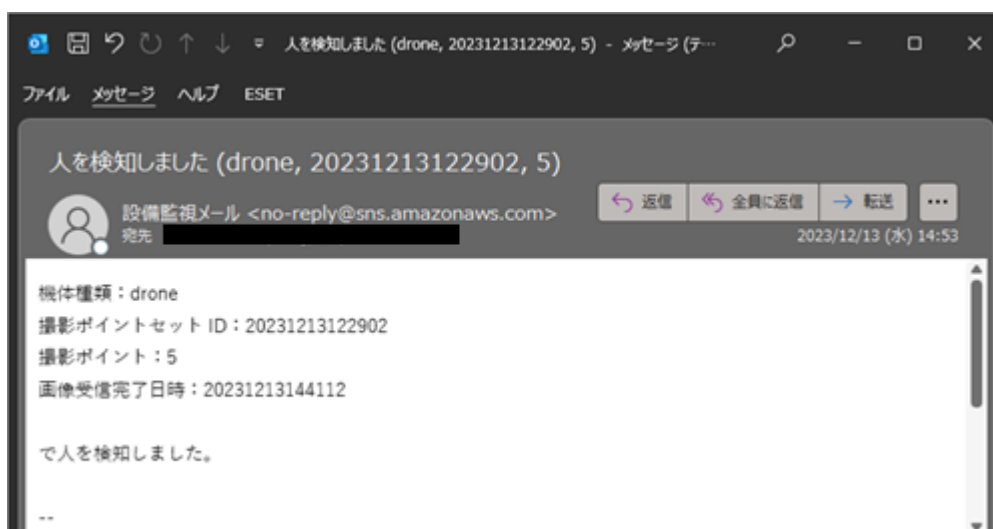 人を検知しました (drone, 20231213122902, 5) - メッセージ (テ…
ファイル メッセージ ヘルプ ESET
人を検知しました (drone, 20231213122902, 5)
設備監視メール <no-reply@sns.amazonaws.com>
返信 全員に返信 転送
宛先
2023/12/13 (水) 14:53
機体種類：drone
撮影ポイントセット ID：20231213122902
撮影ポイント：5
画像受信完了日時：20231213144112
で人を検知しました。
--